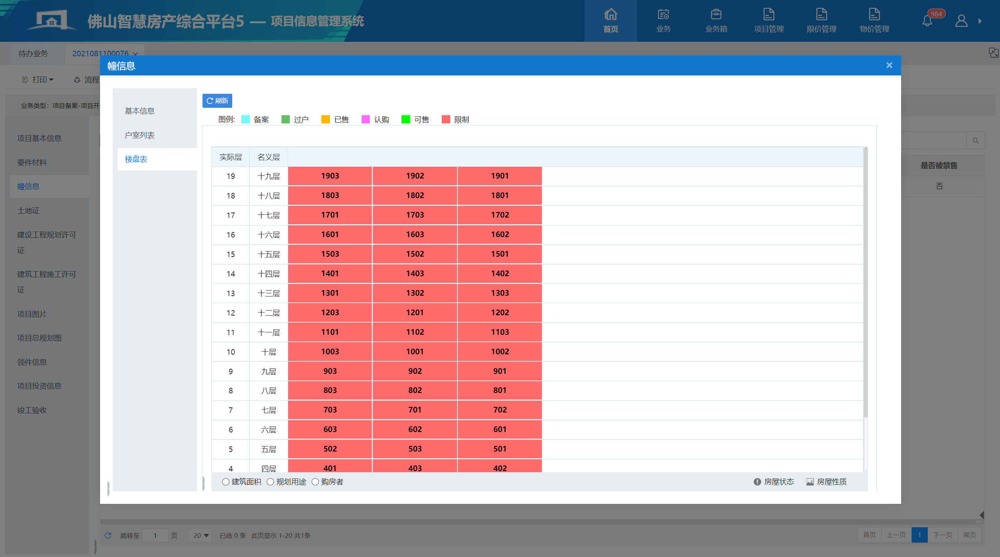 佛山智慧房产综合平台5 — 项目信息管理系统
首页
业务
业务箱
项目管理
限价管理
物价管理
984
待办业务
2021081100076
打印
流程
业务类型：项目备案-项目开
项目基本信息
要件材料
幢信息
土地证
建设工程规划许可
证
建筑工程施工许可
证
项目图片
项目总规划图
领件信息
项目投资信息
竣工验收
是否被禁售
否
幢信息
基本信息
户室列表
楼盘表
刷新
图例: 备案 过户 已售 认购 可售 限制
实际层 名义层
19 十九层 1903 1902 1901
18 十八层 1803 1802 1801
17 十七层 1701 1703 1702
16 十六层 1601 1603 1602
15 十五层 1503 1502 1501
14 十四层 1401 1403 1402
13 十三层 1301 1302 1303
12 十二层 1203 1201 1202
11 十一层 1101 1102 1103
10 十层 1003 1001 1002
9 九层 903 902 901
8 八层 803 802 801
7 七层 703 701 702
6 六层 603 602 601
5 五层 502 503 501
4 四层 401 403 402
建筑面积 规划用途 购房者
房屋状态 房屋性质
跳转至 1 页 20 已选 0 条 此页显示 1-20 共1条
首页 上一页 1 下一页 尾页